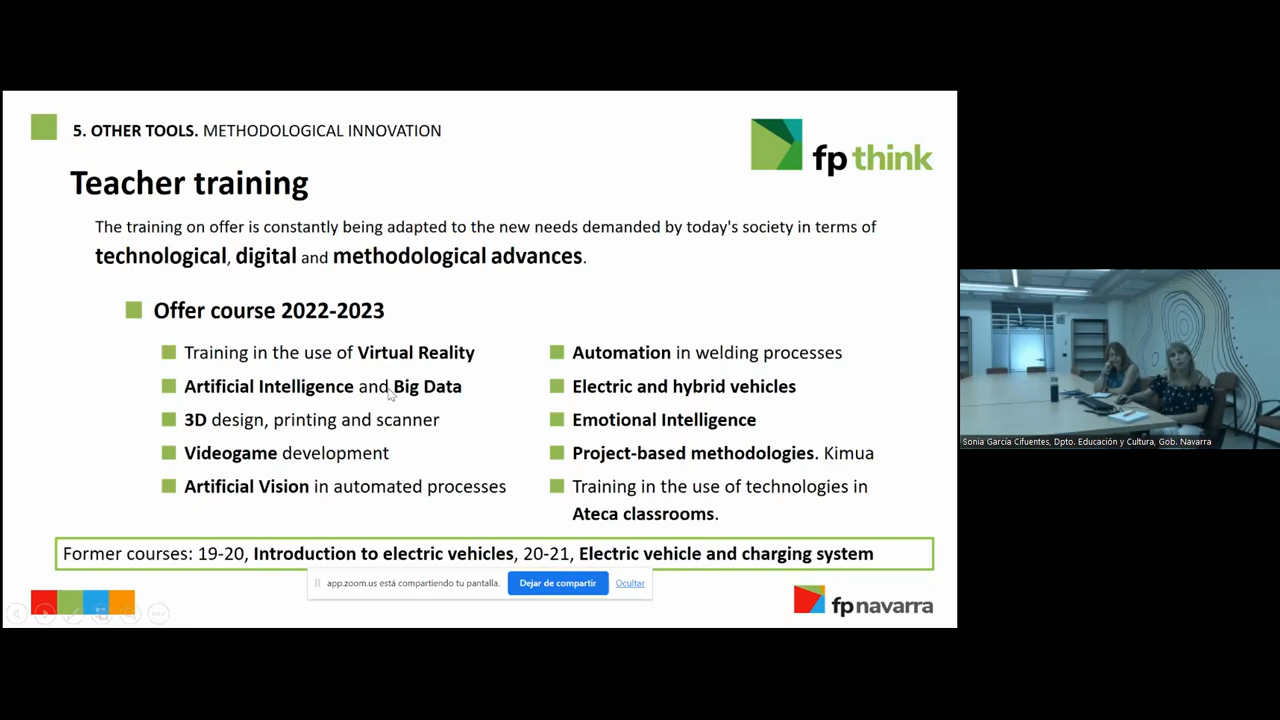 5. OTHER TOOLS. METHODOLOGICAL INNOVATION
fp think
Teacher training
The training on offer is constantly being adapted to the new needs demanded by today's society in terms of
technological, digital and methodological advances.
Offer course 2022-2023
Training in the use of Virtual Reality
Artificial Intelligence and Big Data
3D design, printing and scanner
Videogame development
Artificial Vision in automated processes
Automation in welding processes
Electric and hybrid vehicles
Emotional Intelligence
Project-based methodologies. Kimua
Training in the use of technologies in
Ateca classrooms.
Former courses: 19-20, Introduction to electric vehicles, 20-21, Electric vehicle and charging system
app.zoom.us está compartiendo tu pantalla. Dejar de compartir Ocultar
fpnavarra
Sonia García Cifuentes, Dpto. Educación y Cultura, Gob. Navarra